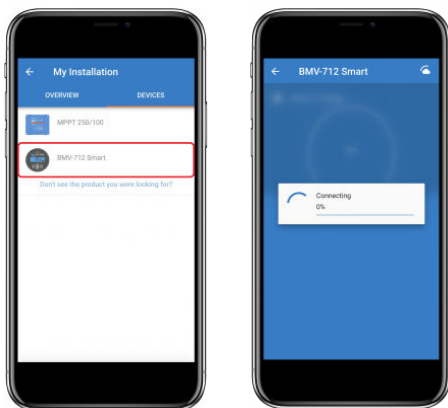 My Installation
OVERVIEW DEVICES
MPPT 250/100
BMV-712 Smart
Don't see the product you were looking for?
BMV-712 Smart
Connecting
0%